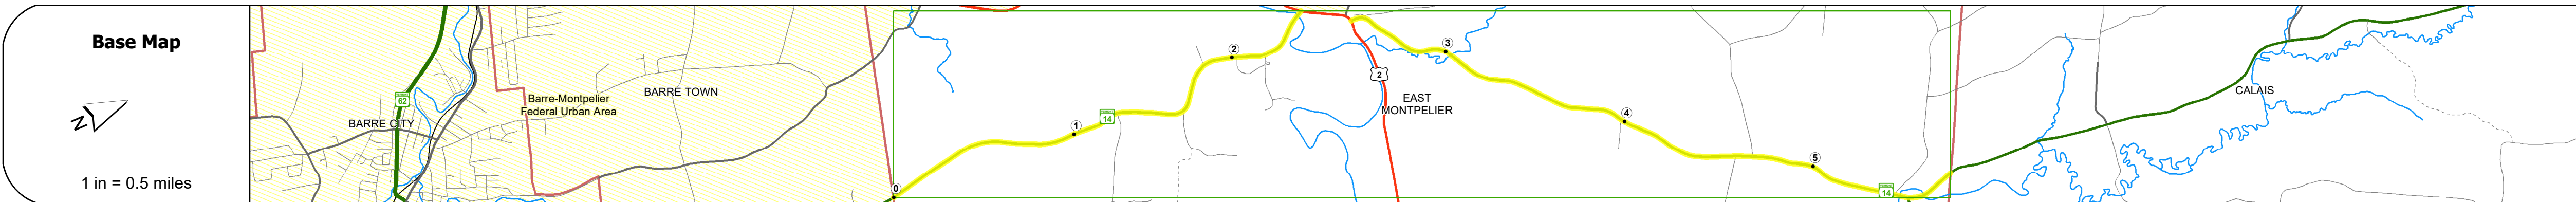 Base Map
N
1 in = 0.5 miles
62
BARRE CITY
Barre-Montpelier
Federal Urban Area
BARRE TOWN
0
1
14
2
2
EAST
MONTPELIER
3
4
5
14
CALAIS